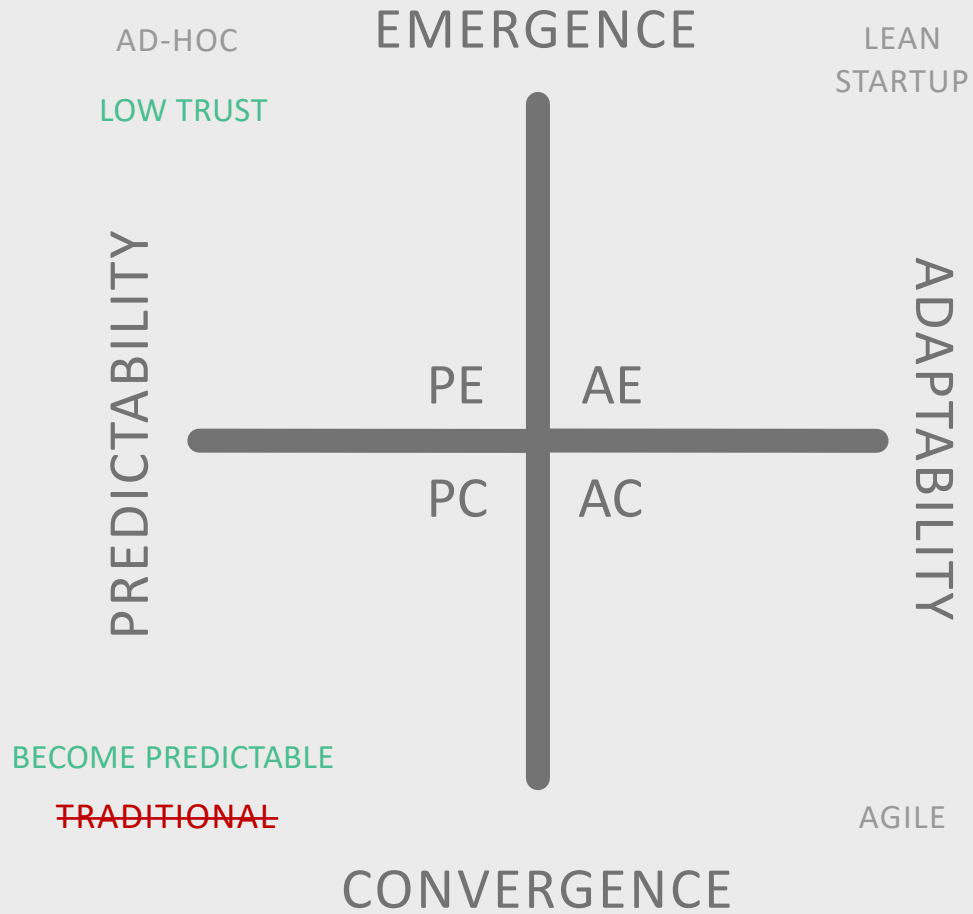 EMERGENCE
AD-HOC
LEAN
STARTUP
LOW TRUST
PREDICTABILITY
ADAPTABILITY
PE
AE
PC
AC
BECOME PREDICTABLE
TRADITIONAL
AGILE
CONVERGENCE